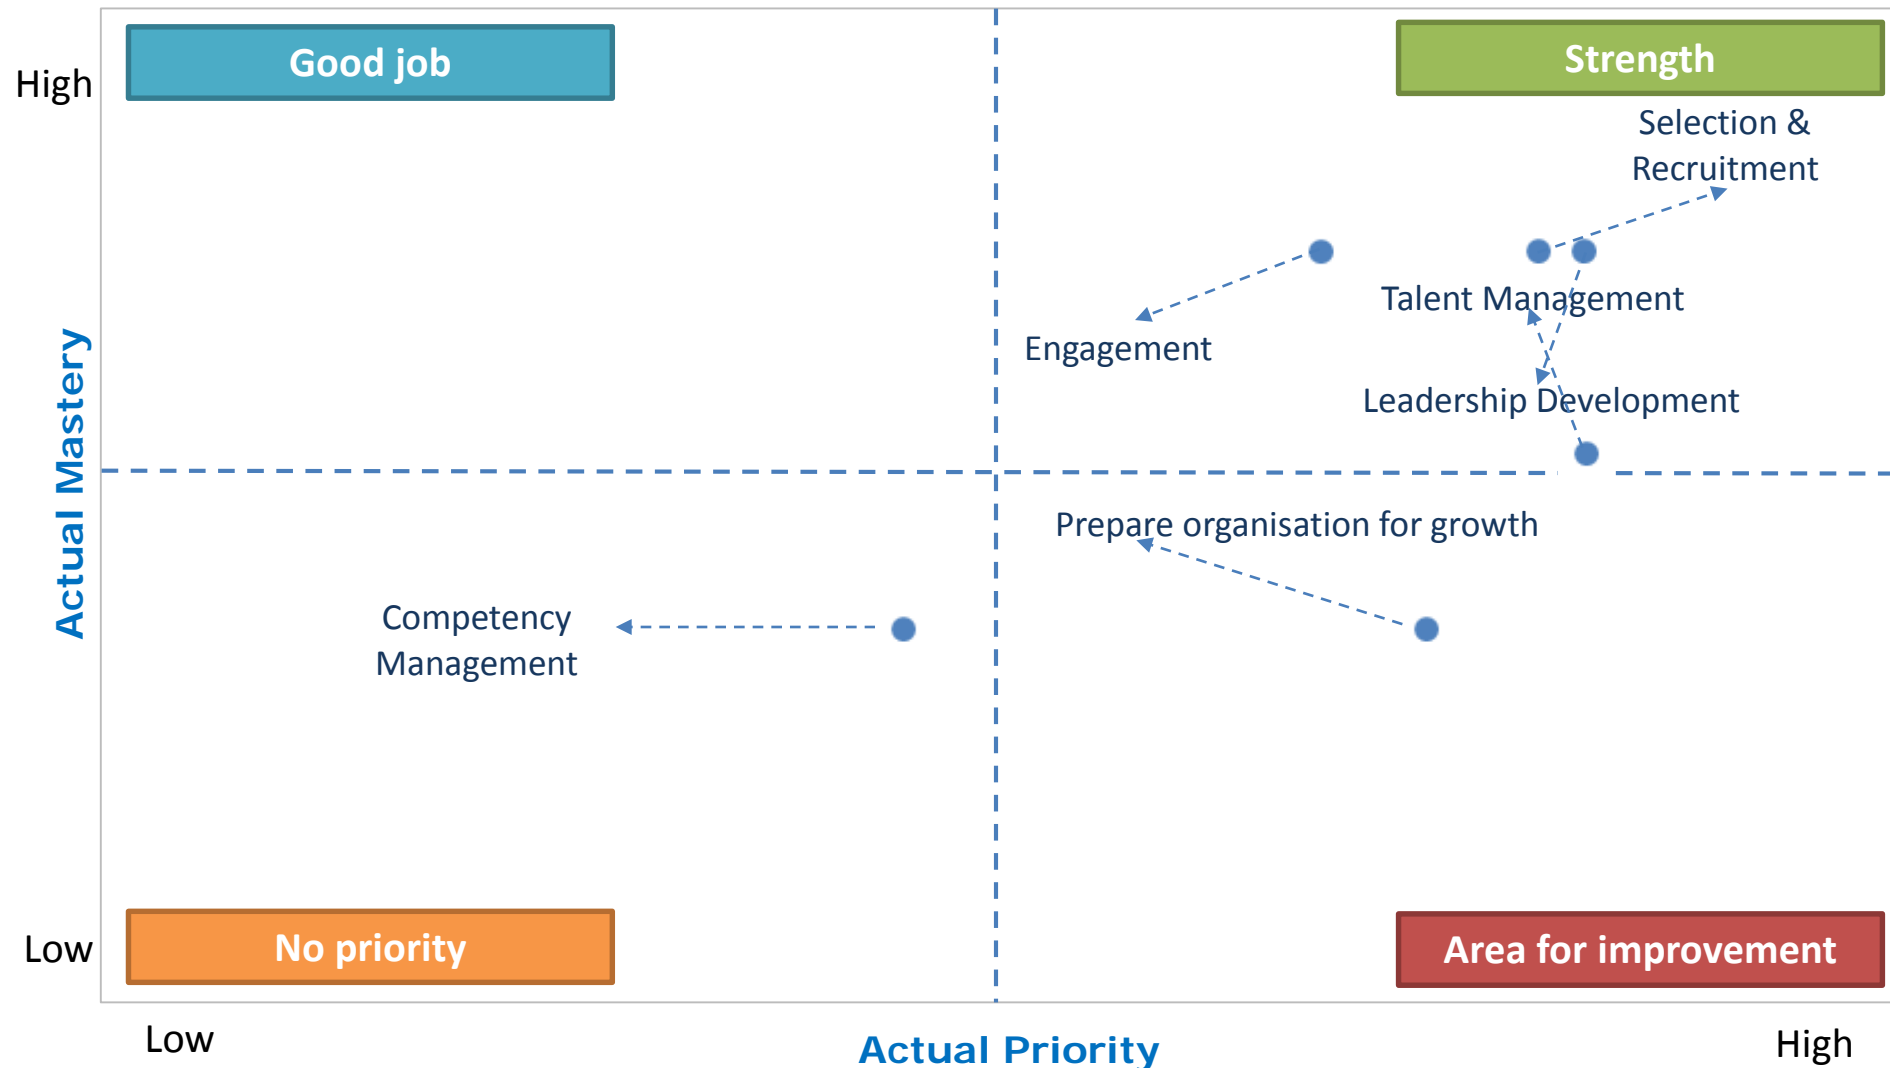 Good job
Strength
High
Selection &
Recruitment
Talent Management
Engagement
Leadership Development
Actual Mastery
Prepare organisation for growth
Competency
Management
No priority
Area for improvement
Low
Low
Actual Priority
High